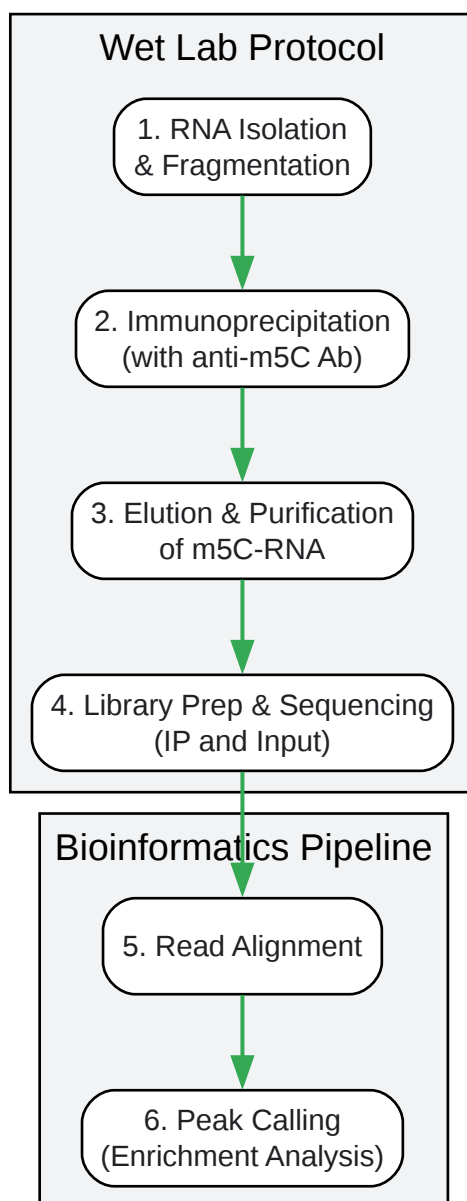 Wet Lab Protocol
1. RNA Isolation
& Fragmentation
2. Immunoprecipitation
(with anti-m5C Ab)
3. Elution & Purification
of m5C-RNA
4. Library Prep & Sequencing
(IP and Input)
Bioinformatics Pipeline
5. Read Alignment
6. Peak Calling
(Enrichment Analysis)